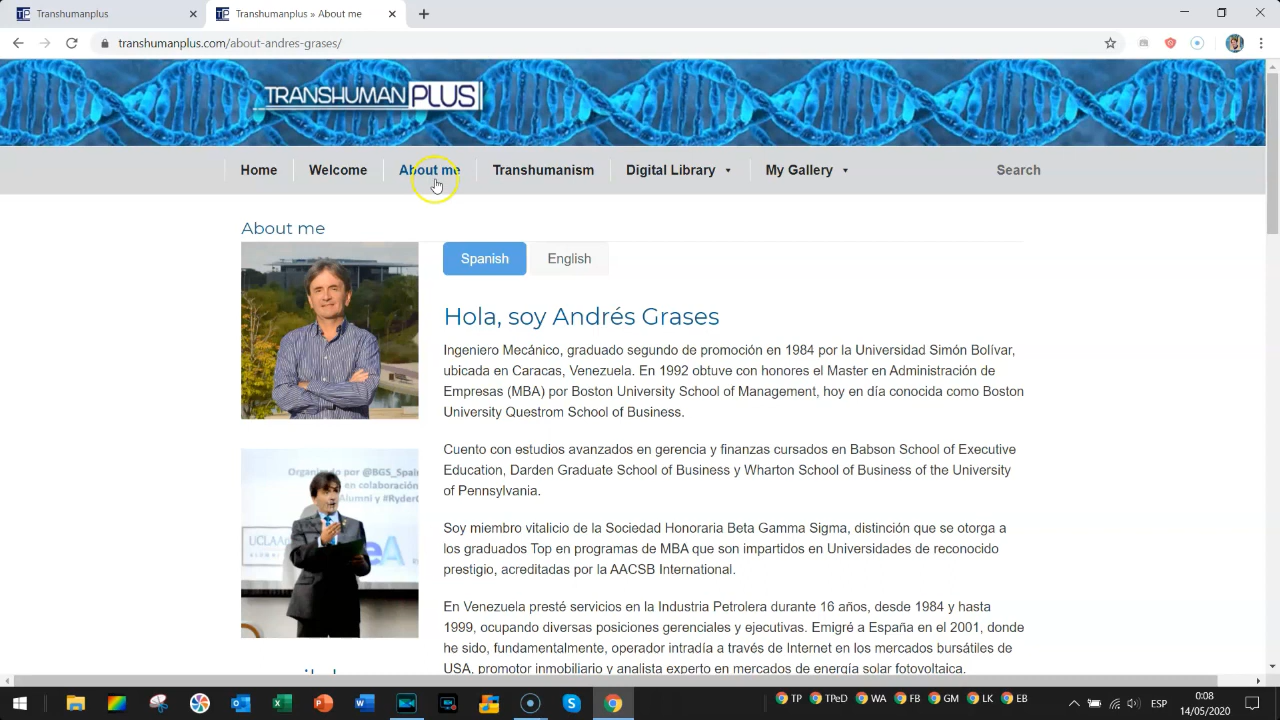 Transhumanplus
Transhumanplus » About me
transhumanplus.com/about-andres-grases/
TRANSHUMAN PLUS
Home Welcome About me Transhumanism Digital Library My Gallery Search
About me
Spanish English
Hola, soy Andrés Grases
Ingeniero Mecánico, graduado segundo de promoción en 1984 por la Universidad Simón Bolívar,
ubicada en Caracas, Venezuela. En 1992 obtuve con honores el Master en Administración de
Empresas (MBA) por Boston University School of Management, hoy en día conocida como Boston
University Questrom School of Business.
Cuento con estudios avanzados en gerencia y finanzas cursados en Babson School of Executive
Education, Darden Graduate School of Business y Wharton School of Business of the University
of Pennsylvania.
Organizado por @BGS_Spai
en colaboración
Alumni y #Ryder
UCLA
Soy miembro vitalicio de la Sociedad Honoraria Beta Gamma Sigma, distinción que se otorga a
los graduados Top en programas de MBA que son impartidos en Universidades de reconocido
prestigio, acreditadas por la AACSB International.
En Venezuela presté servicios en la Industria Petrolera durante 16 años, desde 1984 y hasta
1999, ocupando diversas posiciones gerenciales y ejecutivas. Emigré a España en el 2001, donde
he sido, fundamentalmente, operador intradía a través de Internet en los mercados bursátiles de
USA, promotor inmobiliario y analista experto en mercados de energía solar fotovoltaica.
TP TPeD WA FB GM LK EB
ESP
0:08
14/05/2020